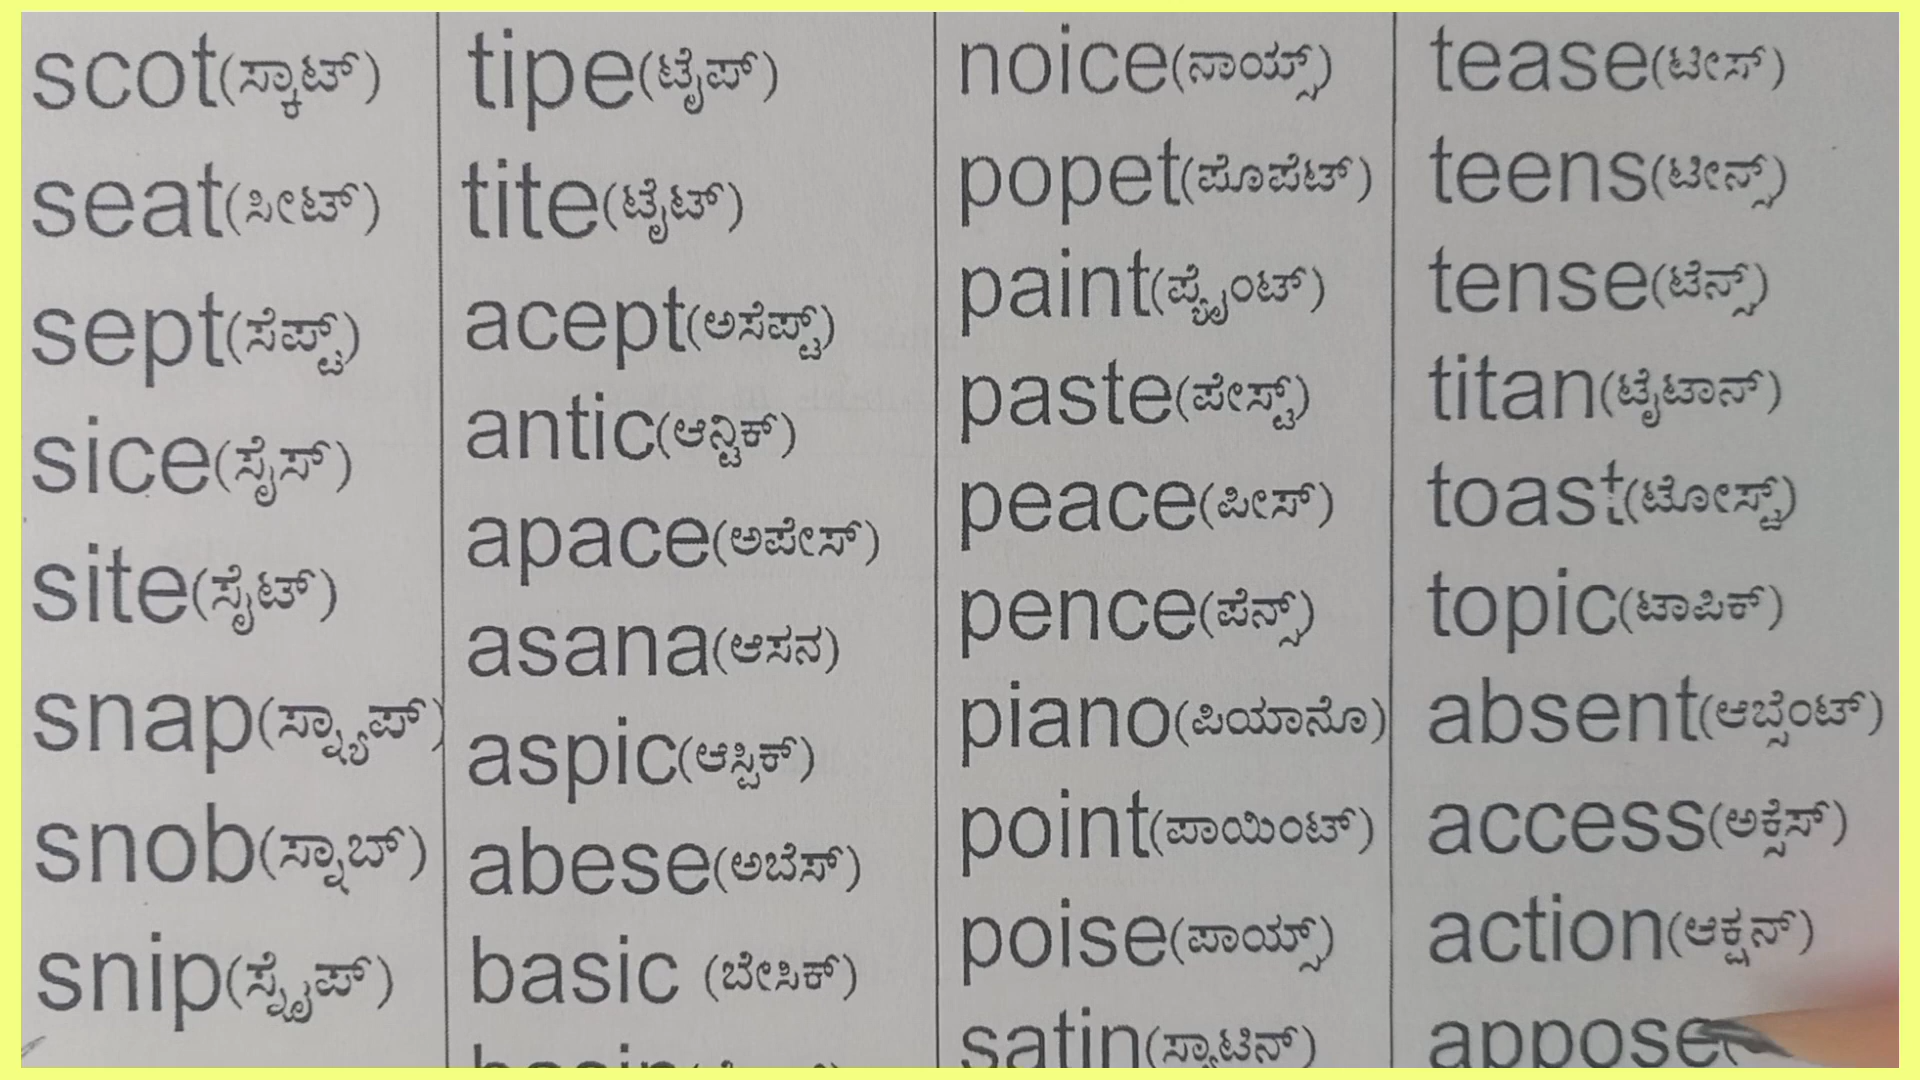 scot(ಸ್ಕಾಟ್)
seat(ಸೀಟ್)
sept(ಸೆಪ್ಟ್)
sice(ಸೈಸ್)
site(ಸೈಟ್)
snap(ಸ್ನ್ಯಾಪ್)
snob(ಸ್ನಾಬ್)
snip(ಸ್ನೈಪ್)
tipe(ಟೈಪ್)
tite(ಟೈಟ್)
acept(ಅಸೆಪ್ಟ್)
antic(ಆನ್ಟಿಕ್)
apace(ಅಪೇಸ್)
asana(ಆಸನ)
aspic(ಆಸ್ಪಿಕ್)
abese(ಅಬೆಸ್)
basic (ಬೇಸಿಕ್)
noice(ನಾಯ್ಸ್)
popet(ಪೊಪೆಟ್)
paint(ಪ್ಯೈಂಟ್)
paste(ಪೇಸ್ಟ್)
peace(ಪೀಸ್)
pence(ಪೆನ್ಸ್)
piano(ಪಿಯಾನೊ)
point(ಪಾಯಿಂಟ್)
poise(ಪಾಯ್ಸ್)
satin(ಸ್ಯಾಟಿನ್)
tease(ಟೀಸ್)
teens(ಟೀನ್ಸ್)
tense(ಟೆನ್ಸ್)
titan(ಟೈಟಾನ್)
toast(ಟೋಸ್ಟ್)
topic(ಟಾಪಿಕ್)
absent(ಆಬ್ಸೆಂಟ್)
access(ಅಕ್ಸೆಸ್)
action(ಆಕ್ಷನ್)
appose